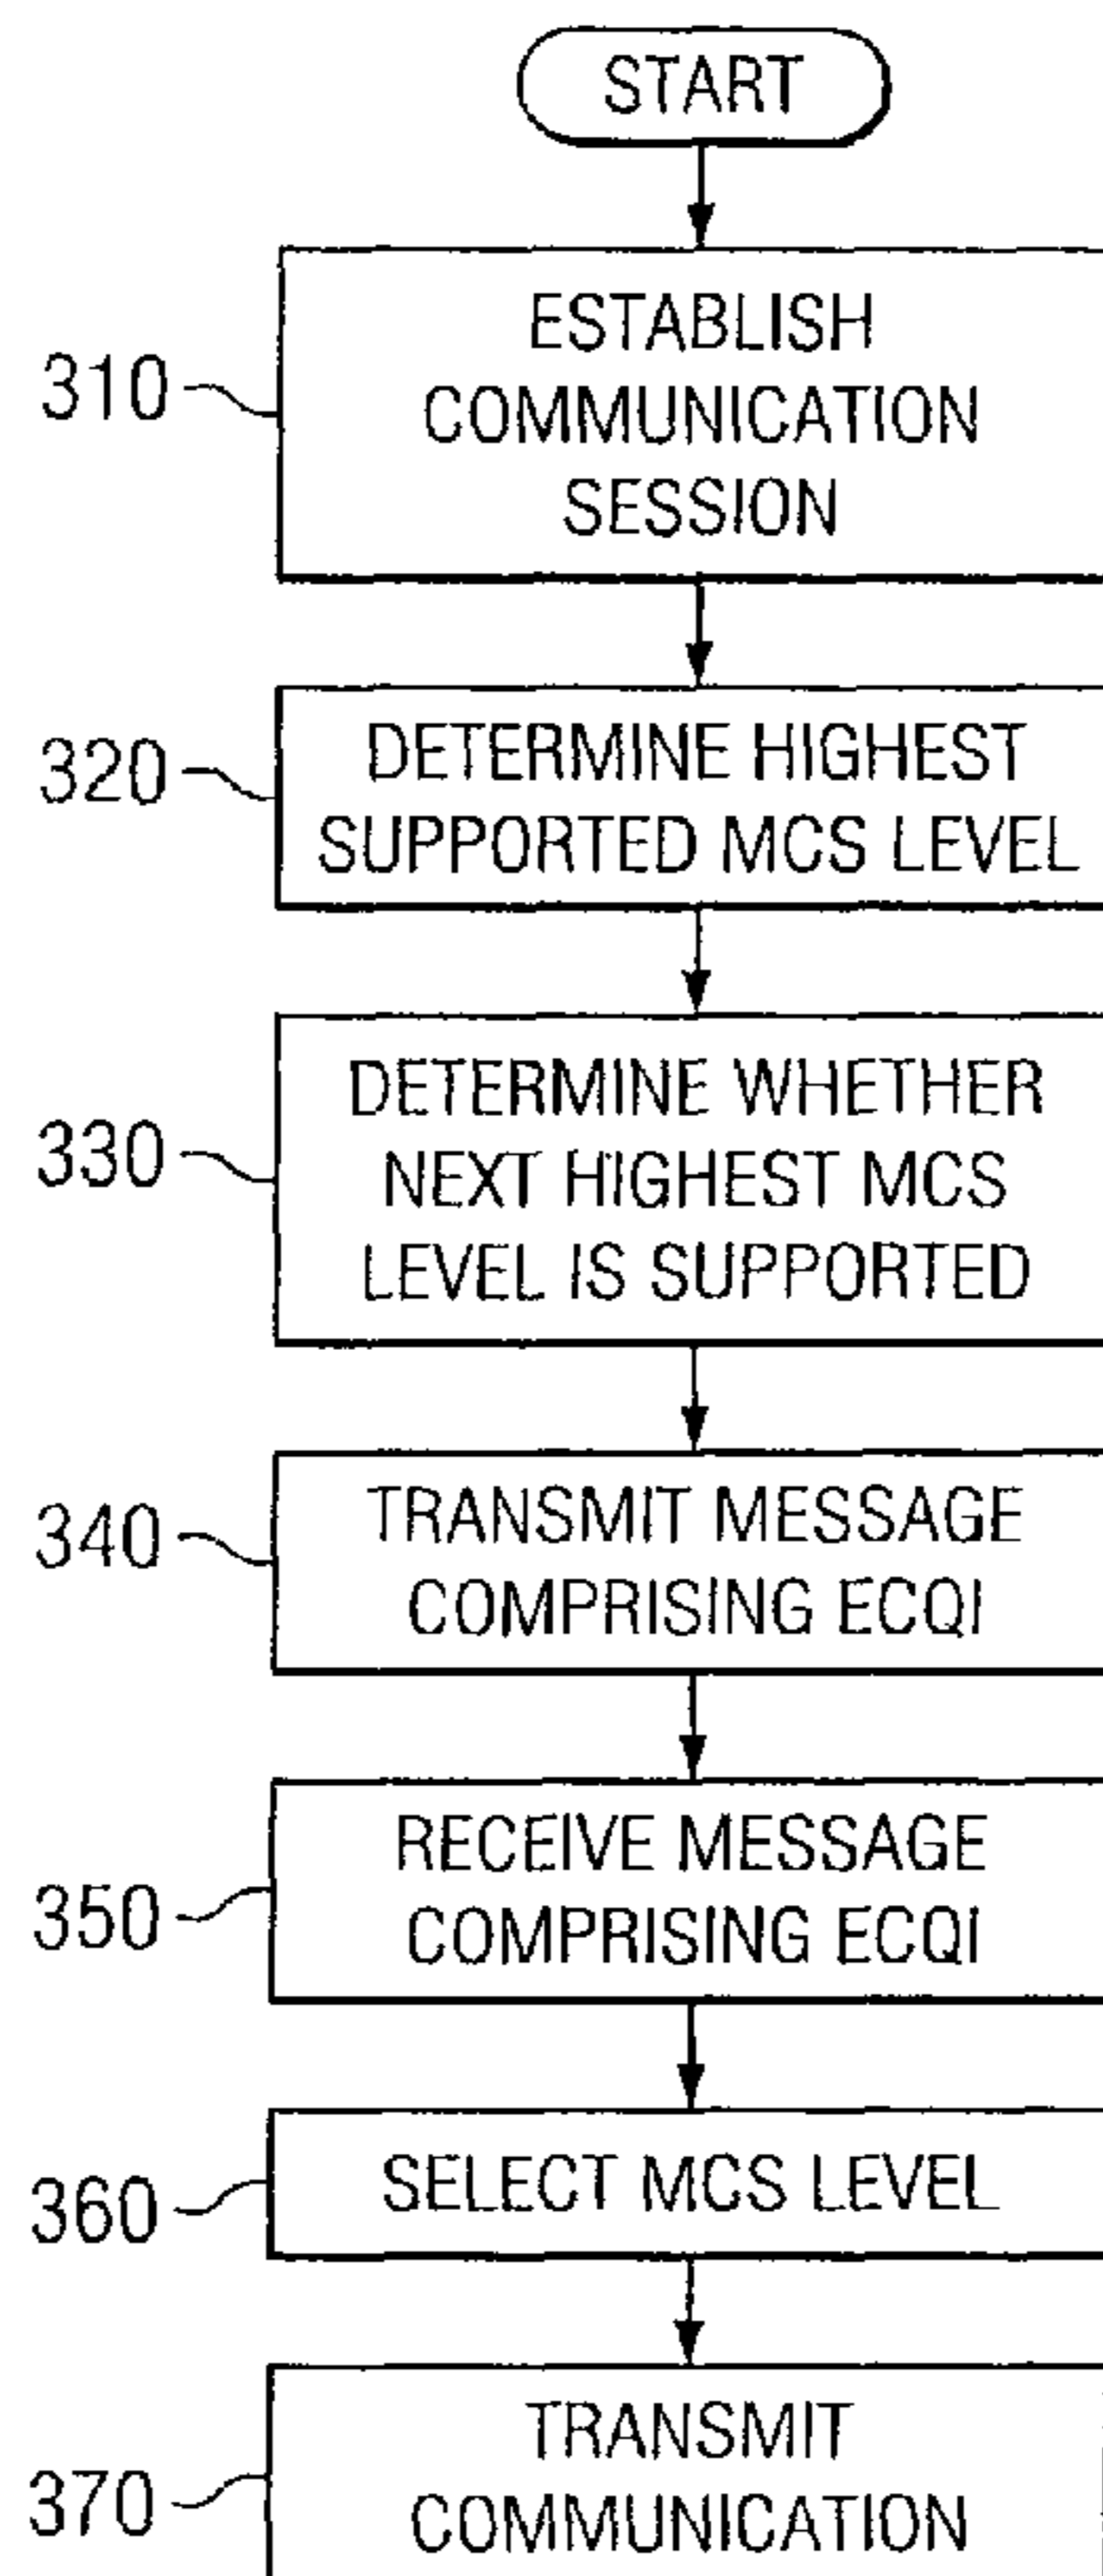 START
310
ESTABLISH
COMMUNICATION
SESSION
320
DETERMINE HIGHEST
SUPPORTED MCS LEVEL
330
DETERMINE WHETHER
NEXT HIGHEST MCS
LEVEL IS SUPPORTED
340
TRANSMIT MESSAGE
COMPRISING ECQI
350
RECEIVE MESSAGE
COMPRISING ECQI
360
SELECT MCS LEVEL
370
TRANSMIT
COMMUNICATION